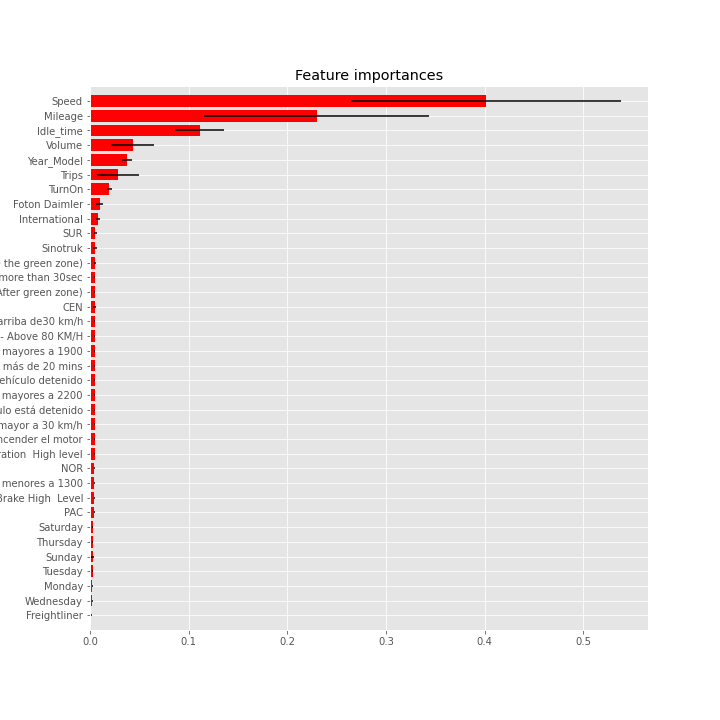 Feature importances
Speed
Mileage
Idle_time
Volume
Year_Model
Trips
TurnOn
Foton Daimler
International
SUR
Sinotruk
the green zone)
more than 30sec
After green zone)
CEN
arriba de30 km/h
- Above 80 KM/H
mayores a 1900
más de 20 mins
ehículo detenido
mayores a 2200
ulo está detenido
mayor a 30 km/h
ncender el motor
ration  High level
NOR
menores a 1300
Brake High  Level
PAC
Saturday
Thursday
Sunday
Tuesday
Monday
Wednesday
Freightliner
0.0 0.1 0.2 0.3 0.4 0.5